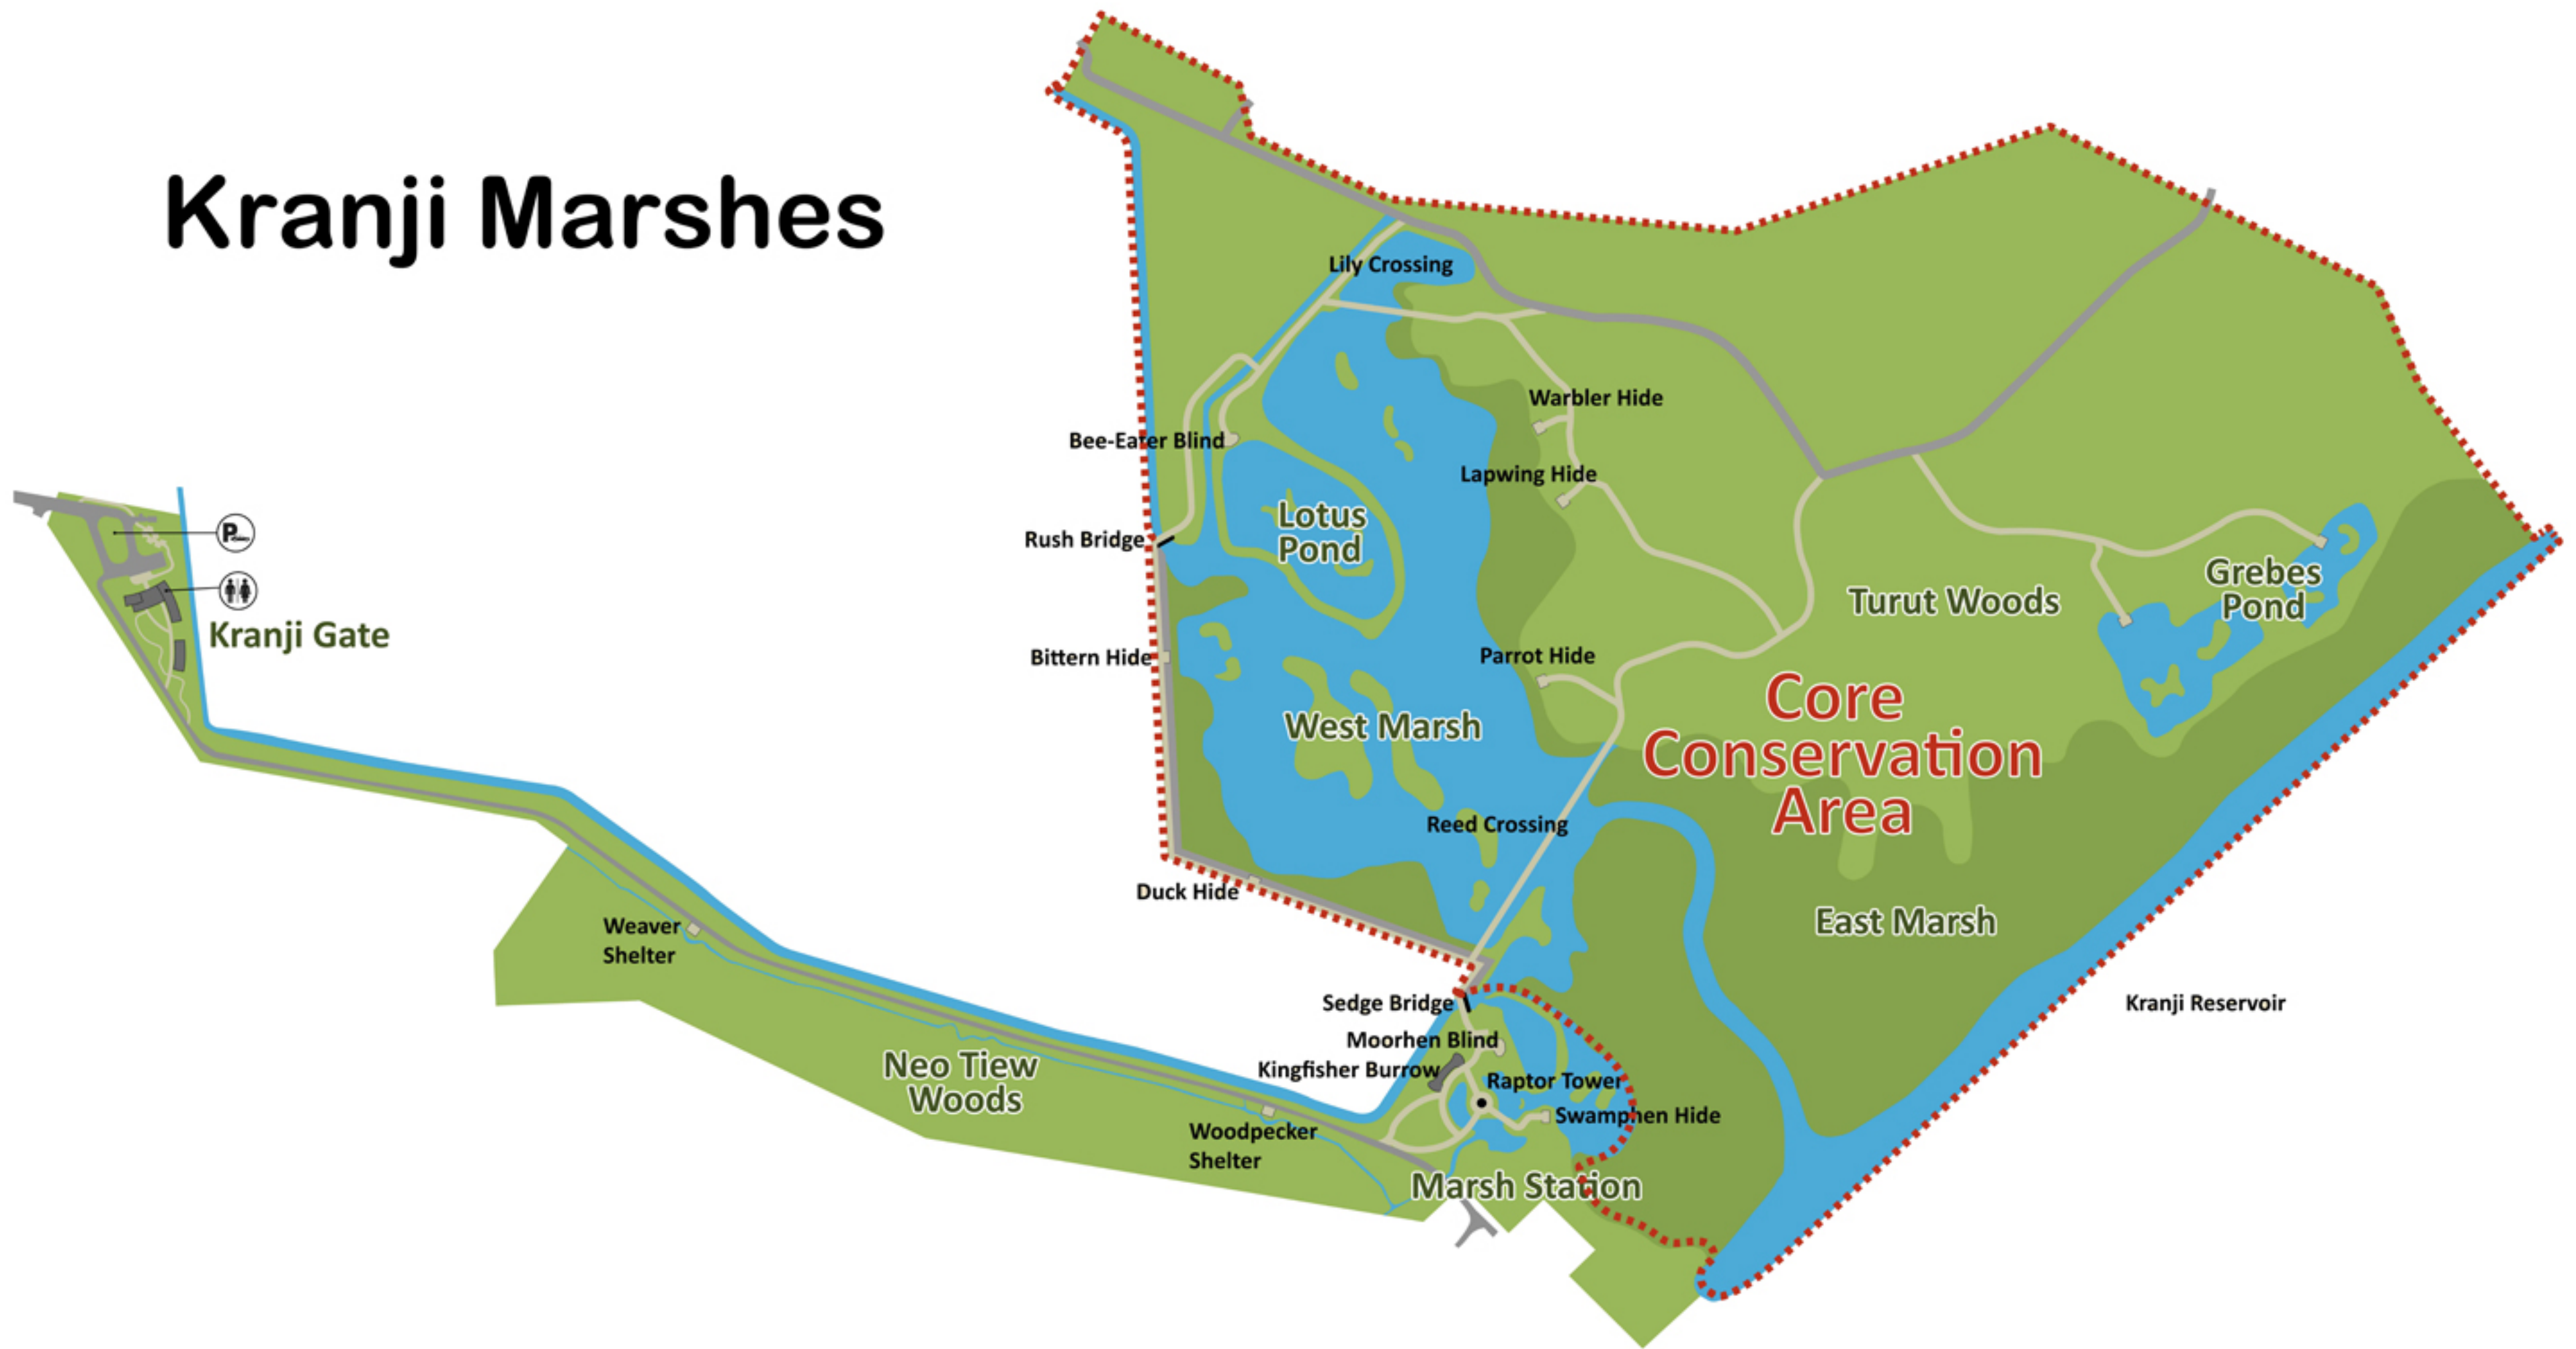 Kranji Marshes
Lily Crossing
Warbler Hide
Bee-Eater Blind
Lapwing Hide
Lotus
Pond
Rush Bridge
P
Kranji Gate
Grebes
Pond
Turut Woods
Bittern Hide
Parrot Hide
West Marsh
Core
Conservation
Area
Reed Crossing
Duck Hide
East Marsh
Weaver
Shelter
Sedge Bridge
Kranji Reservoir
Moorhen Blind
Kingfisher Burrow
Neo Tiew
Woods
Raptor Tower
Swamphen Hide
Woodpecker
Shelter
Marsh Station